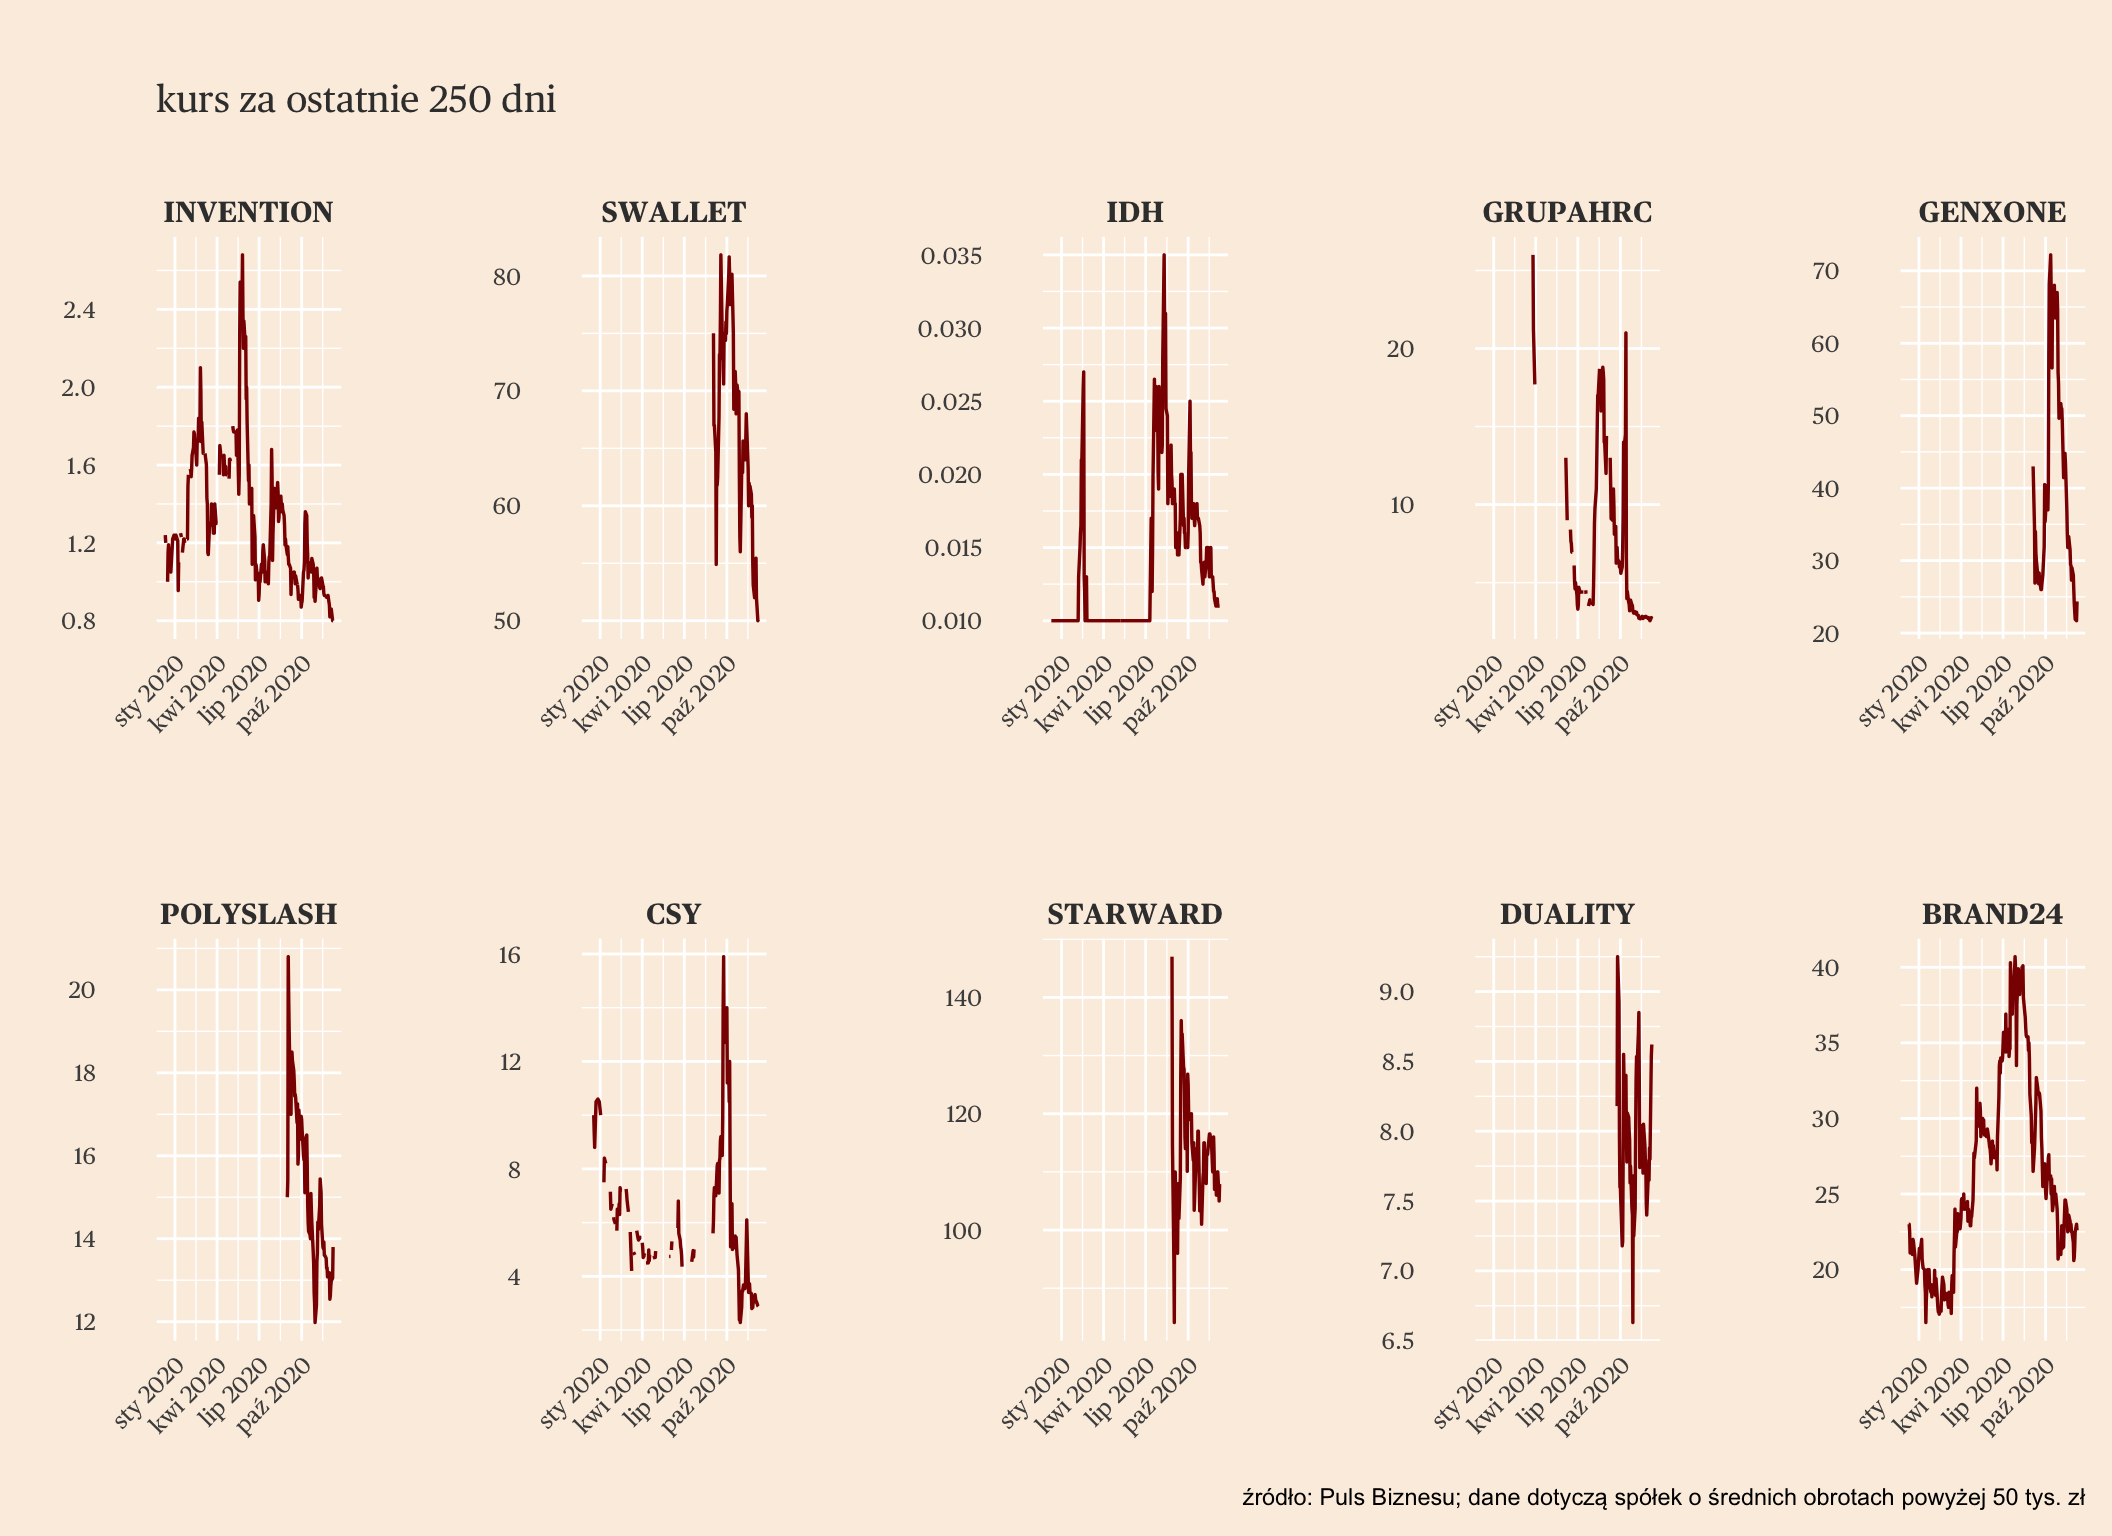 kurs za ostatnie 250 dni
INVENTION
2.4
2.0
1.6
1.2
0.8
sty 2020
kwi 2020
lip 2020
paź 2020
SWALLET
80
70
60
50
sty 2020
kwi 2020
lip 2020
paź 2020
IDH
0.035
0.030
0.025
0.020
0.015
0.010
sty 2020
kwi 2020
lip 2020
paź 2020
GRUPAHRC
20
10
sty 2020
kwi 2020
lip 2020
paź 2020
GENXONE
70
60
50
40
30
20
sty 2020
kwi 2020
lip 2020
paź 2020
POLYSLASH
20
18
16
14
12
sty 2020
kwi 2020
lip 2020
paź 2020
CSY
16
12
8
4
sty 2020
kwi 2020
lip 2020
paź 2020
STARWARD
140
120
100
sty 2020
kwi 2020
lip 2020
paź 2020
DUALITY
9.0
8.5
8.0
7.5
7.0
6.5
sty 2020
kwi 2020
lip 2020
paź 2020
BRAND24
40
35
30
25
20
sty 2020
kwi 2020
lip 2020
paź 2020
źródło: Puls Biznesu; dane dotyczą spółek o średnich obrotach powyżej 50 tys. zł